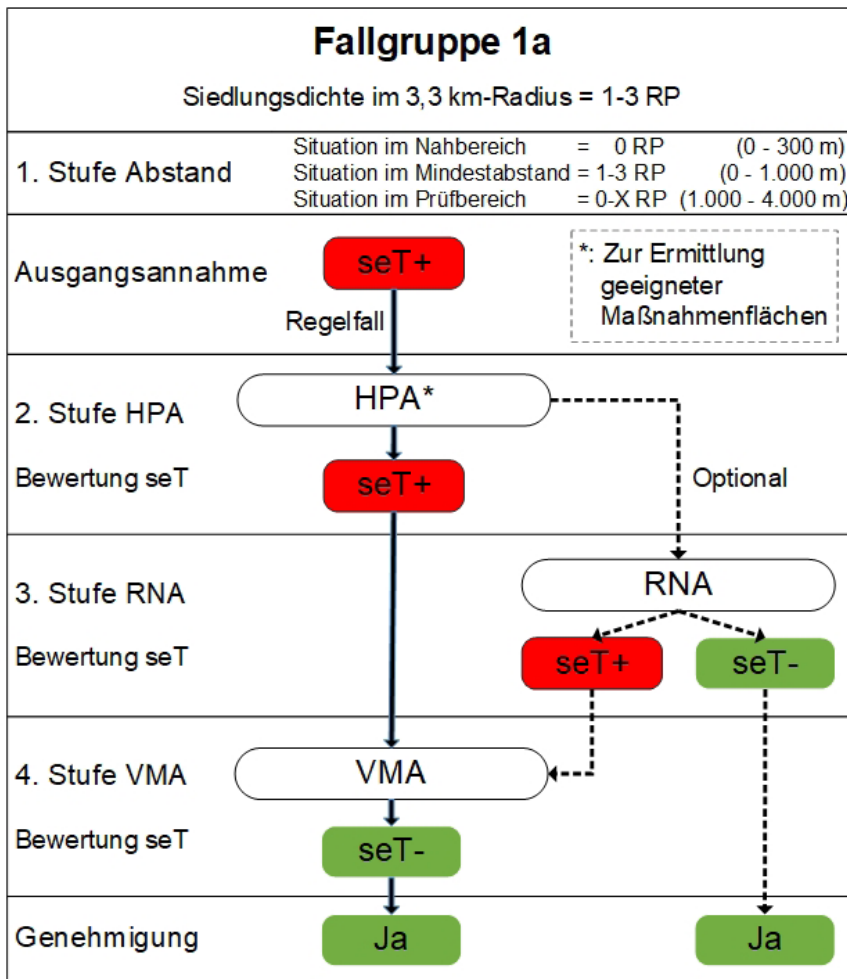 Fallgruppe 1a
Siedlungsdichte im 3,3 km-Radius = 1-3 RP
1. Stufe Abstand
Situation im Nahbereich = 0 RP (0 - 300 m)
Situation im Mindestabstand = 1-3 RP (0 - 1.000 m)
Situation im Prüfbereich = 0-X RP (1.000 - 4.000 m)
Ausgangsannahme
seT+
*: Zur Ermittlung
geeigneter
Maßnahmenflächen
Regelfall
2. Stufe HPA
HPA*
Bewertung seT
seT+
Optional
3. Stufe RNA
RNA
Bewertung seT
seT+
seT-
4. Stufe VMA
VMA
Bewertung seT
seT-
Genehmigung
Ja
Ja